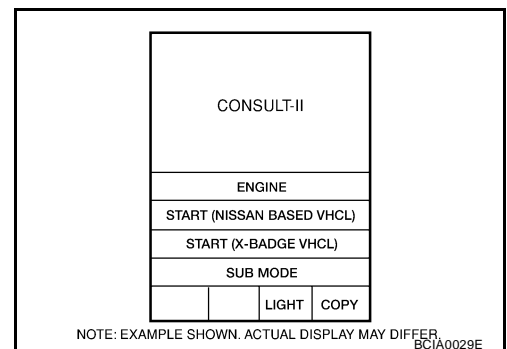 CONSULT-II
ENGINE
START (NISSAN BASED VHCL)
START (X-BADGE VHCL)
SUB MODE
LIGHT COPY
NOTE: EXAMPLE SHOWN. ACTUAL DISPLAY MAY DIFFER.
BCIA0029E